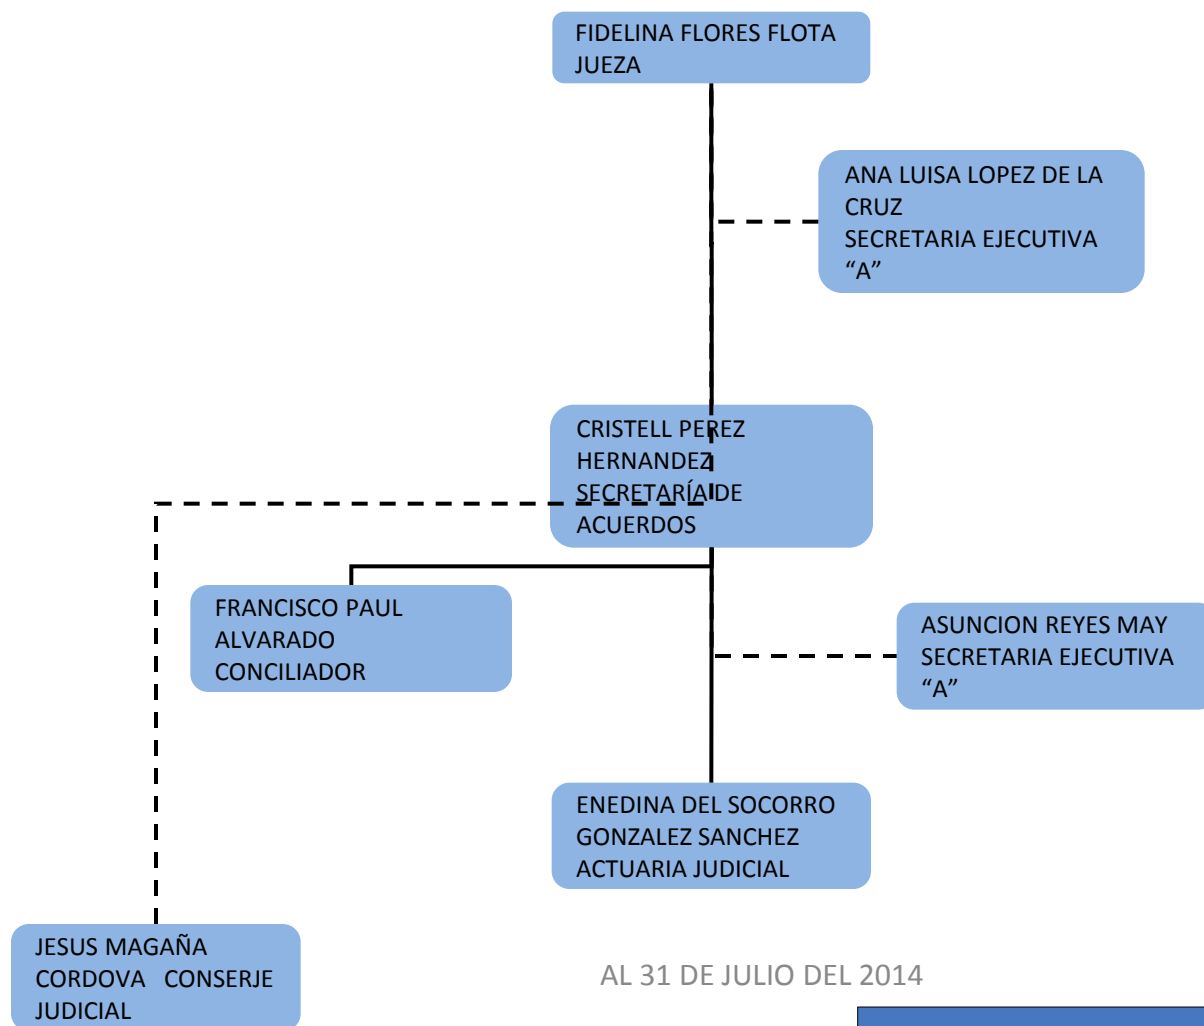 FIDELINA FLORES FLOTA
JUEZA
ANA LUISA LOPEZ DE LA
CRUZ
SECRETARIA EJECUTIVA
“A”
CRISTELL PEREZ
HERNANDEZ
SECRETARÍA DE
ACUERDOS
FRANCISCO PAUL
ALVARADO
CONCILIADOR
ASUNCION REYES MAY
SECRETARIA EJECUTIVA
“A”
ENEDINA DEL SOCORRO
GONZALEZ SANCHEZ
ACTUARIA JUDICIAL
JESUS MAGAÑA
CORDOVA CONSERJE
JUDICIAL
AL 31 DE JULIO DEL 2014